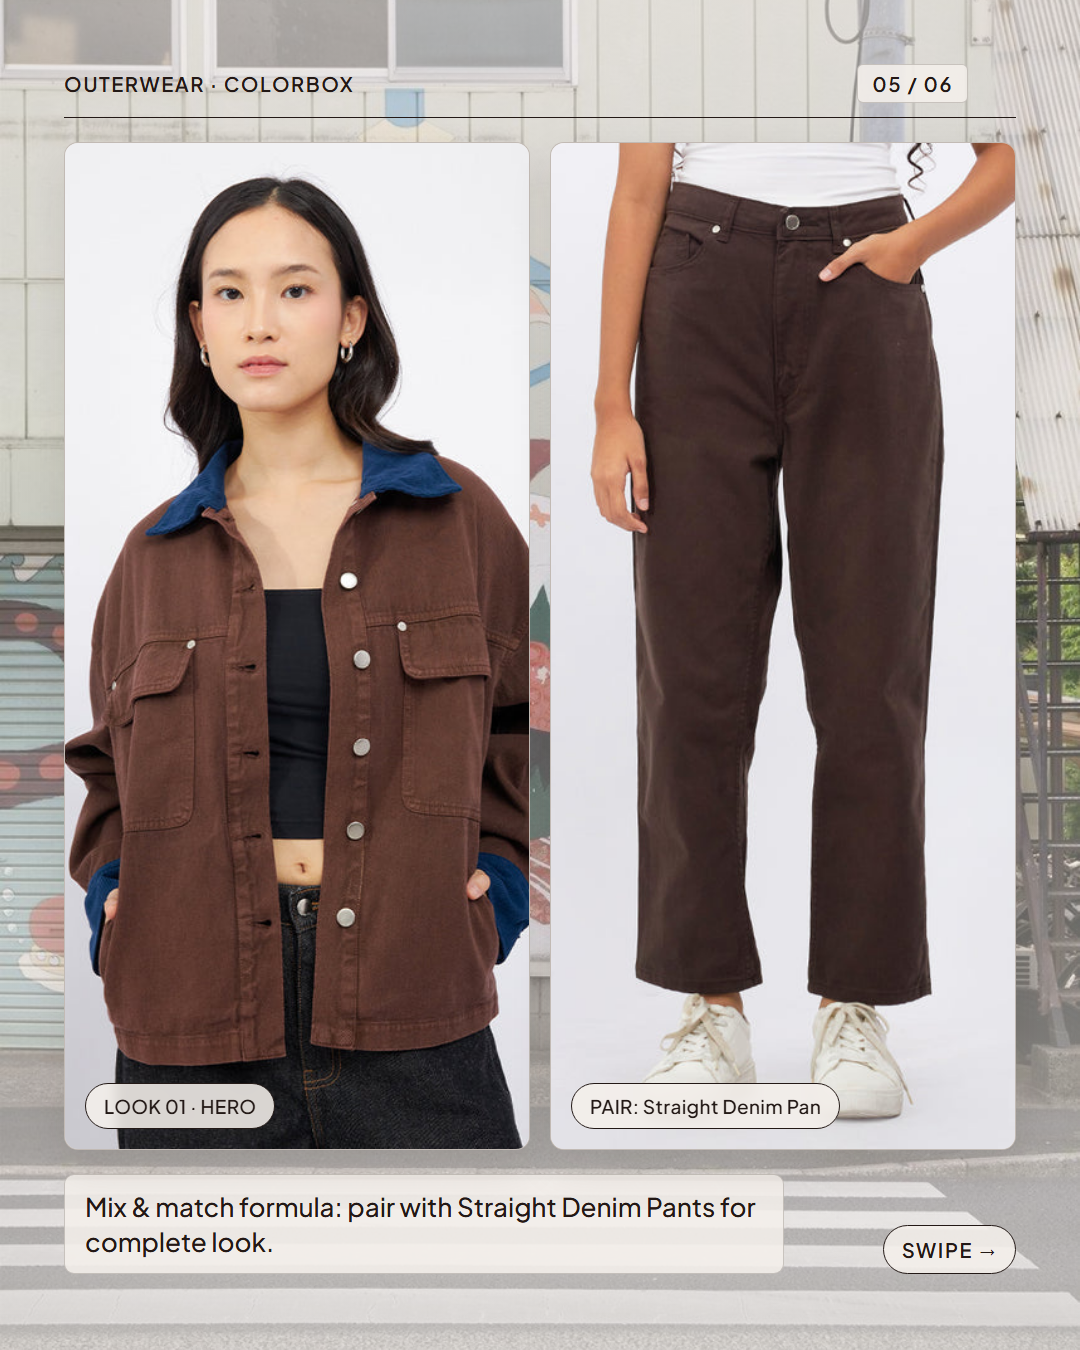 OUTERWEAR · COLORBOX
05 / 06
LOOK 01 · HERO
PAIR: Straight Denim Pan
Mix & match formula: pair with Straight Denim Pants for
complete look.
SWIPE →